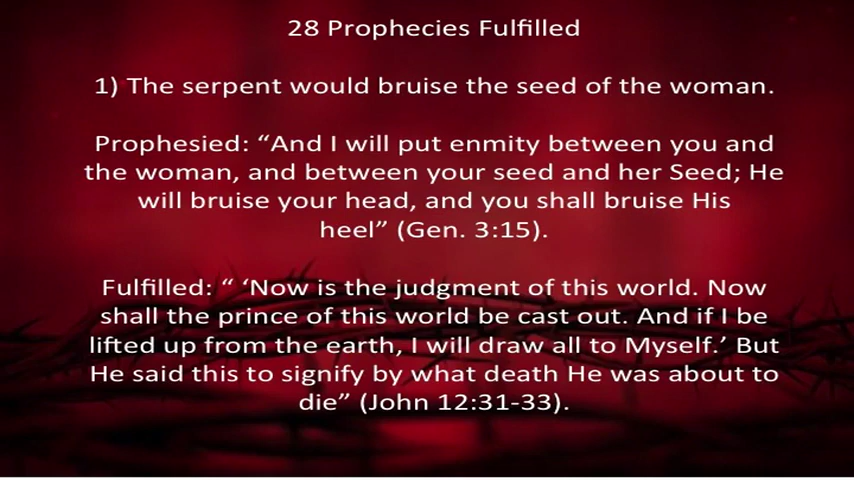 28 Prophecies Fulfilled
1) The serpent would bruise the seed of the woman.
Prophesied: “And I will put enmity between you and
the woman, and between your seed and her Seed; He
will bruise your head, and you shall bruise His
heel” (Gen. 3:15).
Fulfilled: “ ‘Now is the judgment of this world. Now
shall the prince of this world be cast out. And if I be
lifted up from the earth, I will draw all to Myself.’ But
He said this to signify by what death He was about to
die” (John 12:31-33).